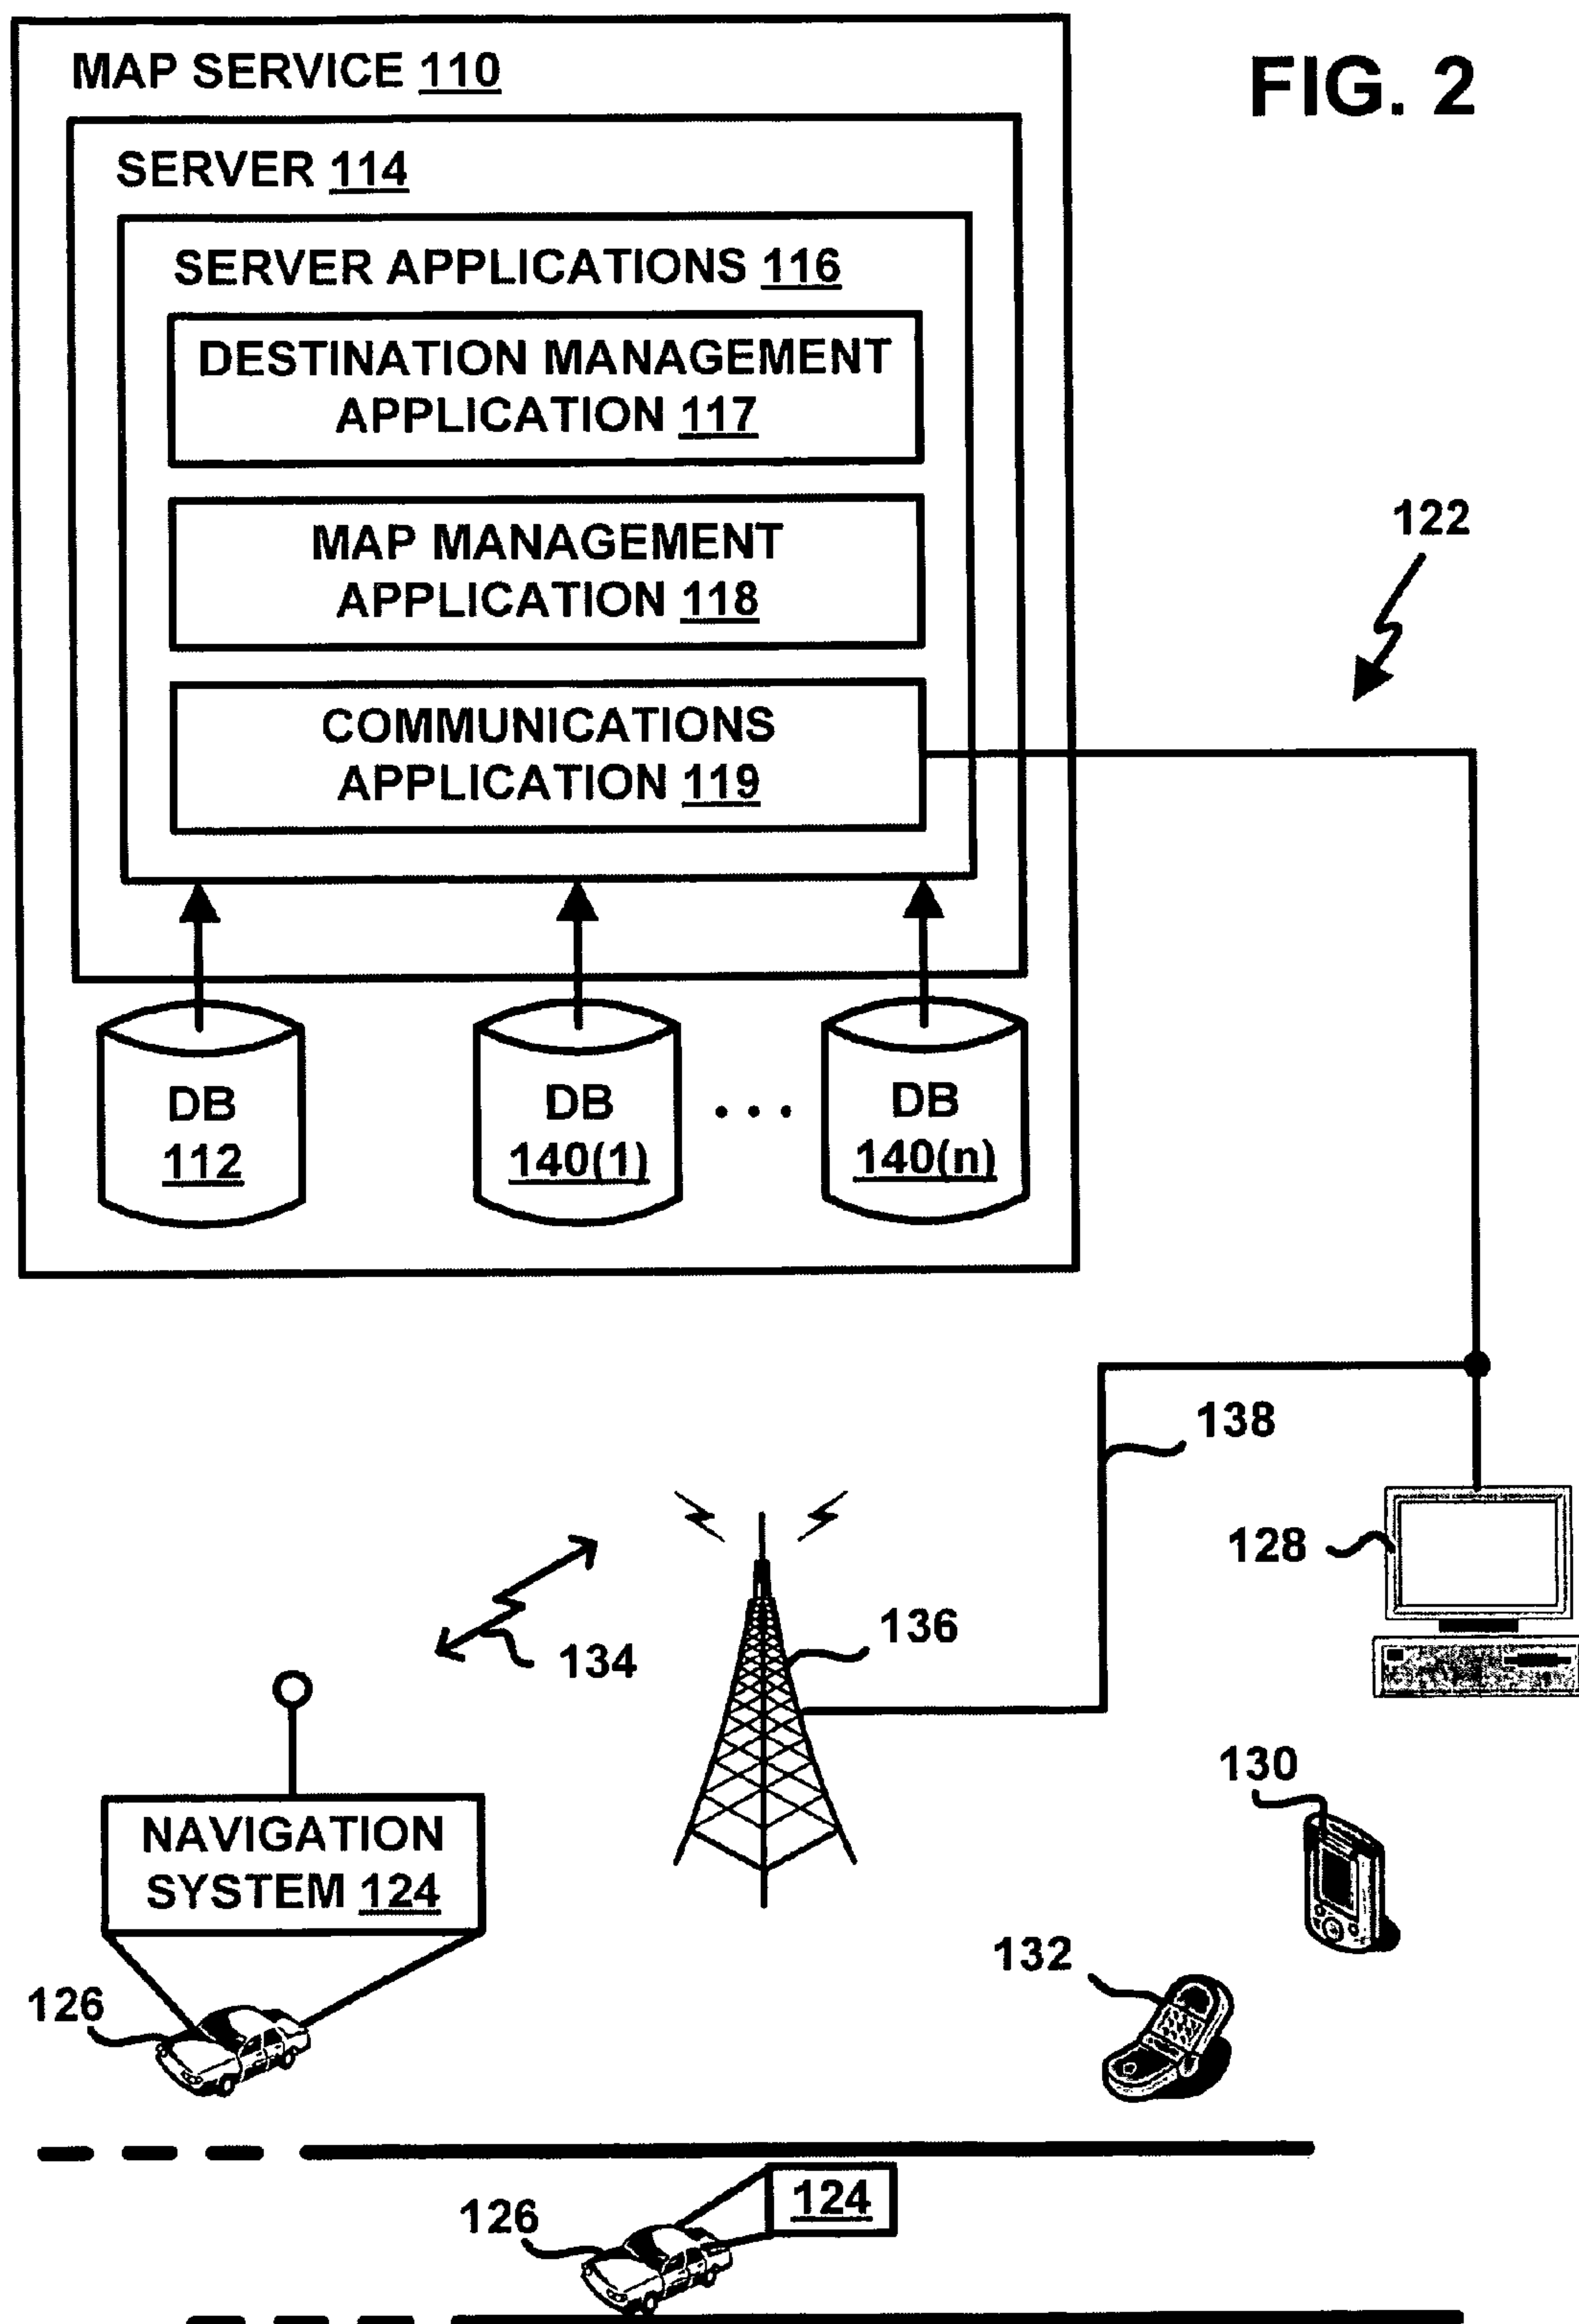 FIG. 2
MAP SERVICE 110
SERVER 114
SERVER APPLICATIONS 116
DESTINATION MANAGEMENT
APPLICATION 117
MAP MANAGEMENT
APPLICATION 118
COMMUNICATIONS
APPLICATION 119
122
DB
112
DB
140(1)
...
DB
140(n)
138
128
136
134
130
NAVIGATION
SYSTEM 124
132
126
124
126